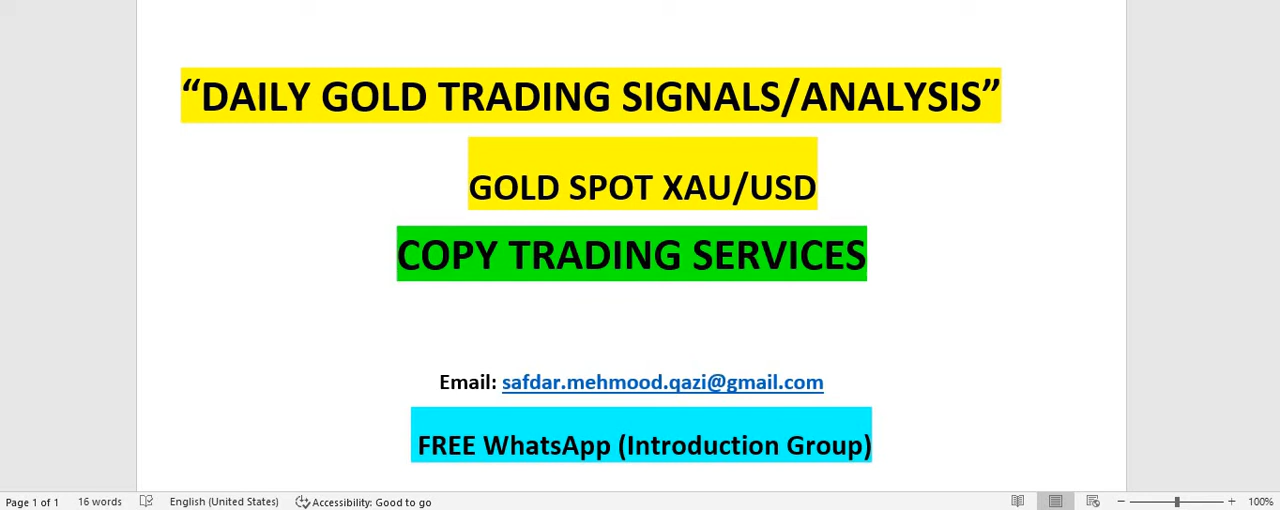 “DAILY GOLD TRADING SIGNALS/ANALYSIS”
GOLD SPOT XAU/USD
COPY TRADING SERVICES
Email: safdar.mehmood.qazi@gmail.com
FREE WhatsApp (Introduction Group)
Page 1 of 1 16 words English (United States) Accessibility: Good to go 100%